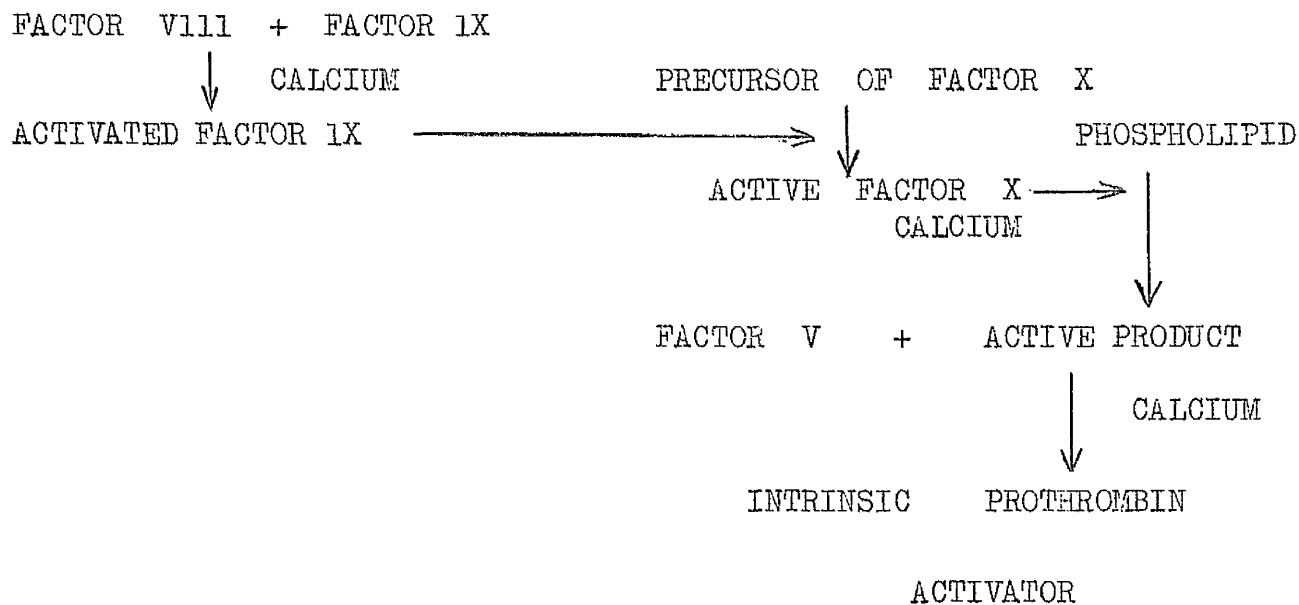 FACTOR V111 + FACTOR 1X
CALCIUM
PRECURSOR OF FACTOR X
ACTIVATED FACTOR 1X
PHOSPHOLIPID
ACTIVE FACTOR X
CALCIUM
FACTOR V + ACTIVE PRODUCT
CALCIUM
INTRINSIC PROTHROMBIN
ACTIVATOR